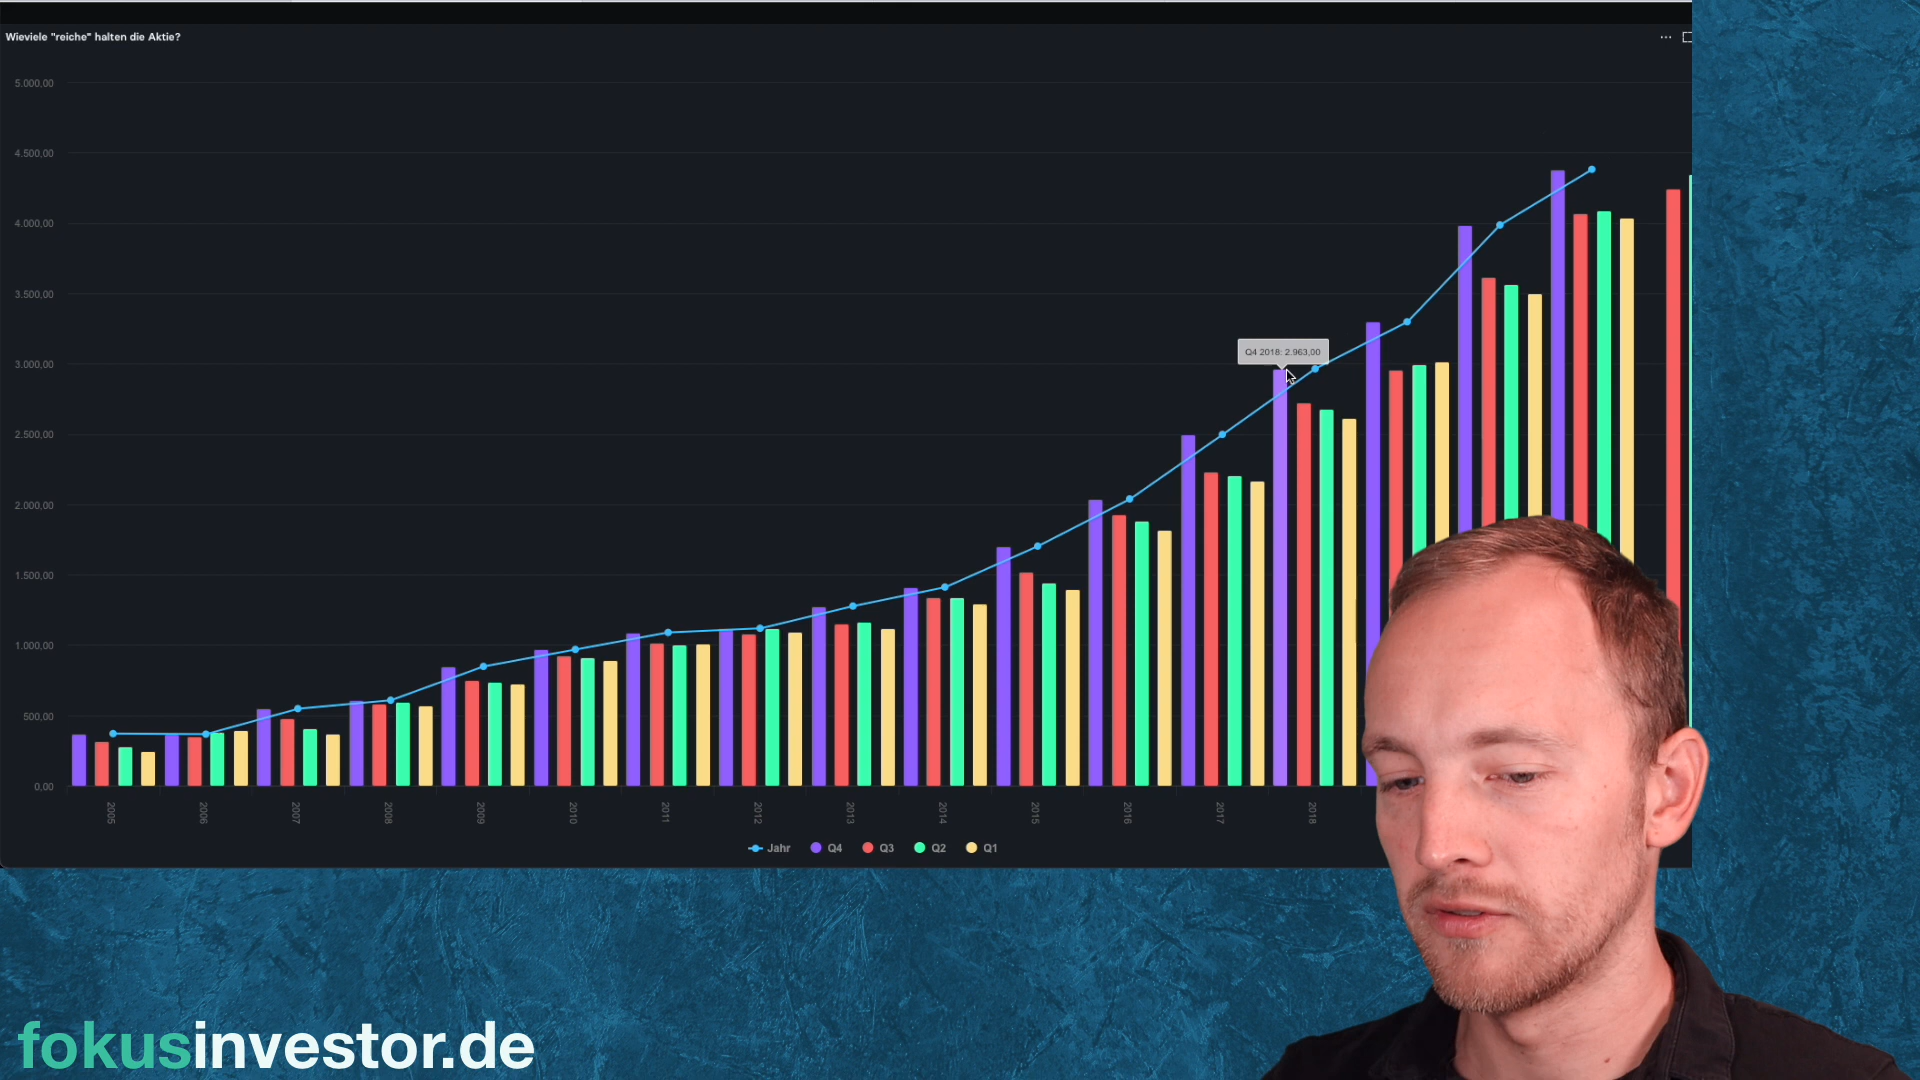 Wieviele "reiche" halten die Aktie?
5.000,00
4.500,00
4.000,00
3.500,00
3.000,00
2.500,00
2.000,00
1.500,00
1.000,00
500,00
0,00
Q4 2018: 2.963,00
2005 2006 2007 2008 2009 2010 2011 2012 2013 2014 2015 2016 2017 2018
Jahr Q4 Q3 Q2 Q1
fokusinvestor.de